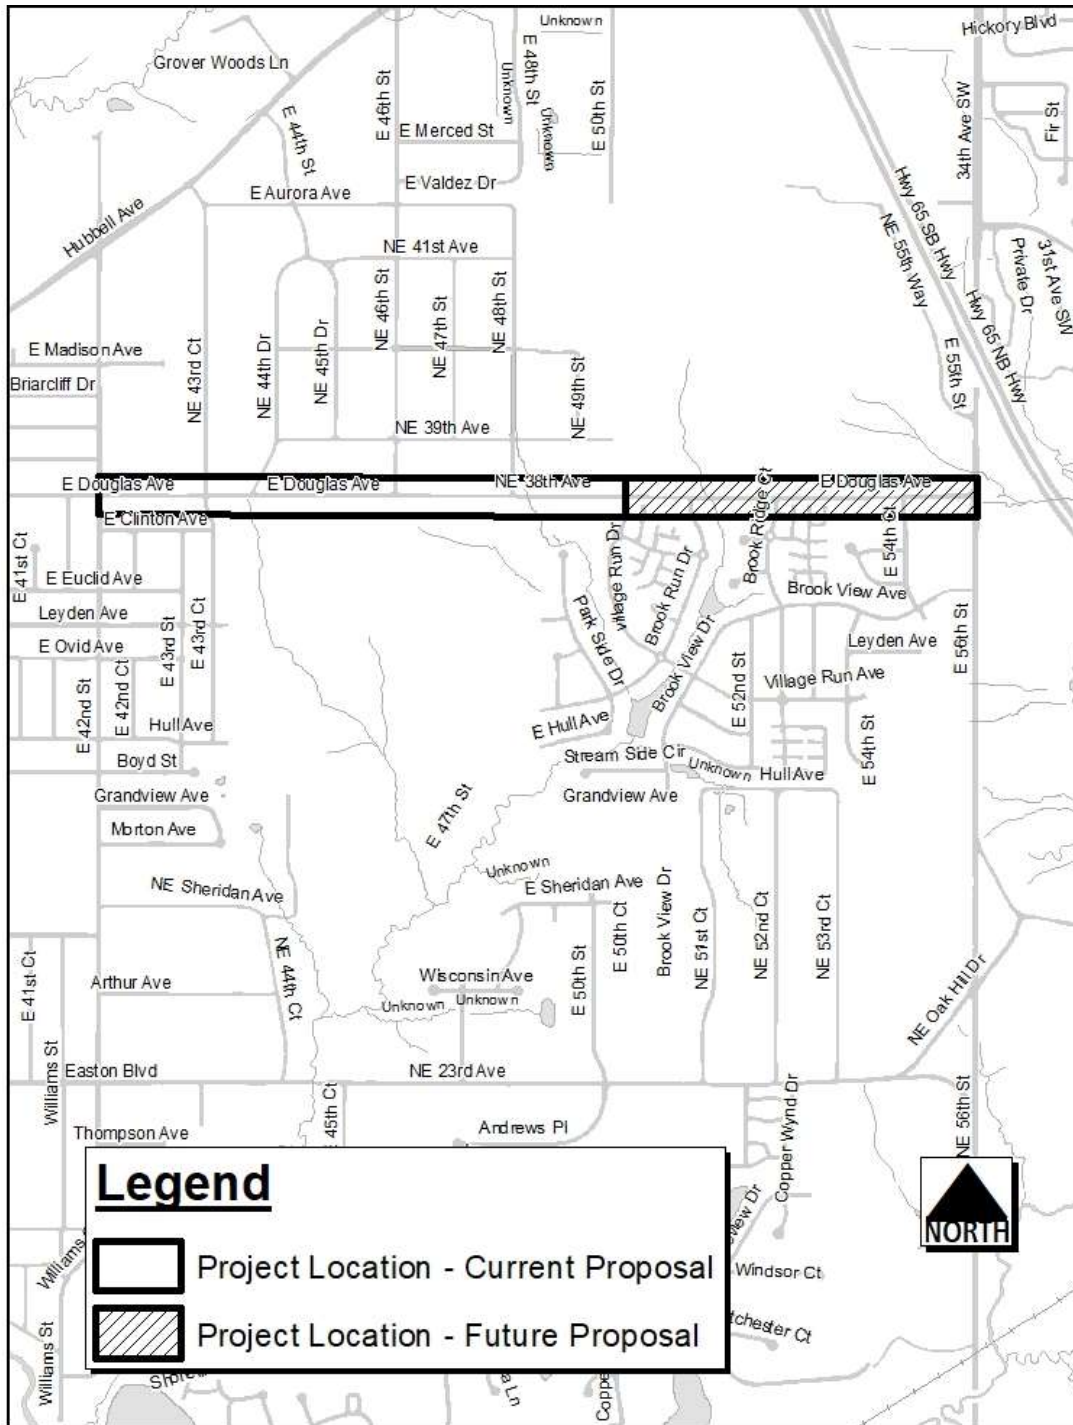 Hickory Blvd
Unknown
Grover Woods Ln
E 48th St
Unknown
E 46th St
E 50th St
34th Ave SW
Fir St
E 44th St
E Merced St
Unknown
E Valdez Dr
E Aurora Ave
Hubbell Ave
NE 41st Ave
Hwy 65 SB Hwy
NE 55th Way
Private Dr
31st Ave SW
Hwy 65 NB Hwy
NE 46th St
NE 47th St
NE 48th St
E Madison Ave
NE 43rd Ct
NE 44th Dr
NE 45th Dr
NE 49th St
E 55th St
Briarcliff Dr
NE 39th Ave
E Douglas Ave
E Douglas Ave
NE 38th Ave
Brook Ridge Ct
E Douglas Ave
E Clinton Ave
E 41st Ct
E 54th Ct
E Euclid Ave
Village Run Dr
Brook Run Dr
Brook View Ave
Leyden Ave
Park Side Dr
E 43rd St
E 43rd Ct
E Ovid Ave
Brook View Dr
E 52nd St
Leyden Ave
E 56th St
E 42nd St
E 42nd Ct
Village Run Ave
Hull Ave
E Hull Ave
E 54th St
Boyd St
Stream Side Cir
Unknown
Hull Ave
Grandview Ave
Grandview Ave
Morton Ave
E 47th St
NE Sheridan Ave
Unknown
E Sheridan Ave
Brook View Dr
E 50th Ct
NE 51st Ct
NE 52nd Ct
NE 53rd Ct
E 41st Ct
NE 44th Ct
E 50th St
Arthur Ave
Wisconsin Ave
Unknown
Unknown
NE Oak Hill Dr
Williams St
Easton Blvd
NE 23rd Ave
E 45th Ct
Copper Wynd Dr
NE 56th St
Thompson Ave
Andrews Pl
Legend
NORTH
Williams
Project Location - Current Proposal
Windsor Ct
Project Location - Future Proposal
Williams St